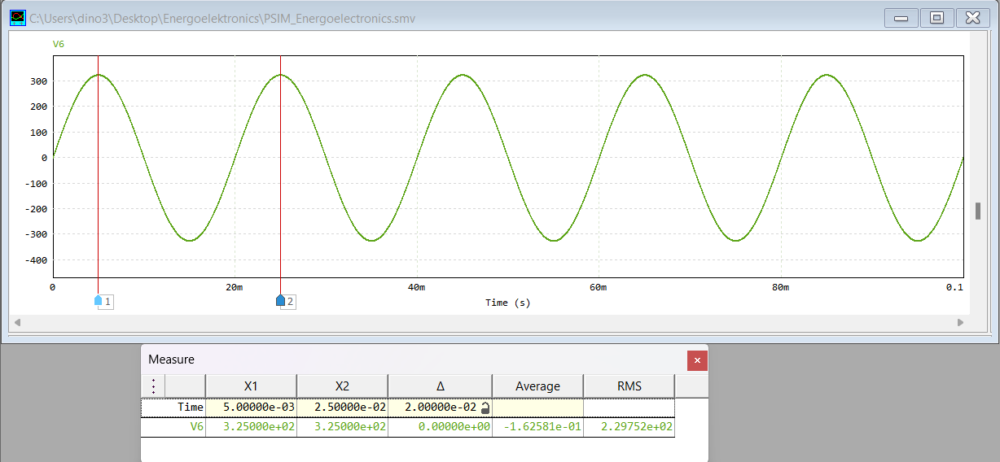 C:\Users\dino3\Desktop\Energoelektronics\PSIM_Energoelectronics.smv
V6
300
200
100
0
-100
-200
-300
-400
0 20m 40m 60m 80m 0.1
1 2
Time (s)
Measure
X1 X2 Δ Average RMS
Time 5.00000e-03 2.50000e-02 2.00000e-02
V6 3.25000e+02 3.25000e+02 0.00000e+00 -1.62581e-01 2.29752e+02